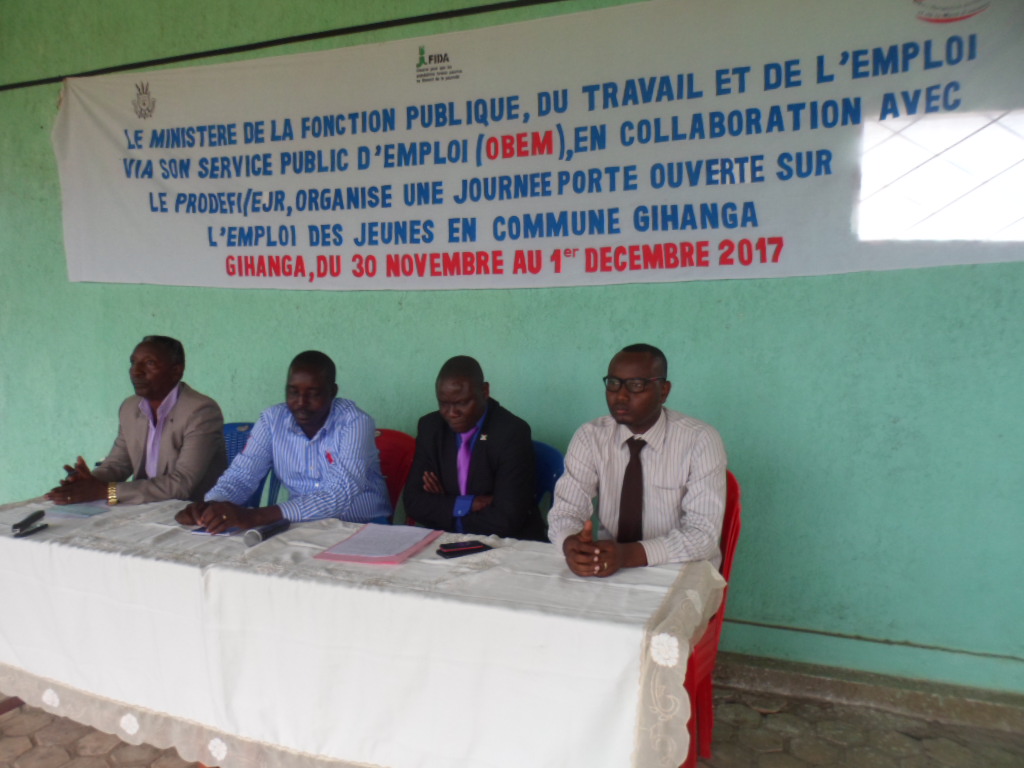 FIDA
LE MINISTERE DE LA FONCTION PUBLIQUE, DU TRAVAIL ET DE L'EMPLOI
VIA SON SERVICE PUBLIC D'EMPLOI (OBEM), EN COLLABORATION AVEC
LE PRODEFI/EJR, ORGANISE UNE JOURNEE PORTE OUVERTE SUR
L'EMPLOI DES JEUNES EN COMMUNE GIHANGA
GIHANGA, DU 30 NOVEMBRE AU 1er DECEMBRE 2017